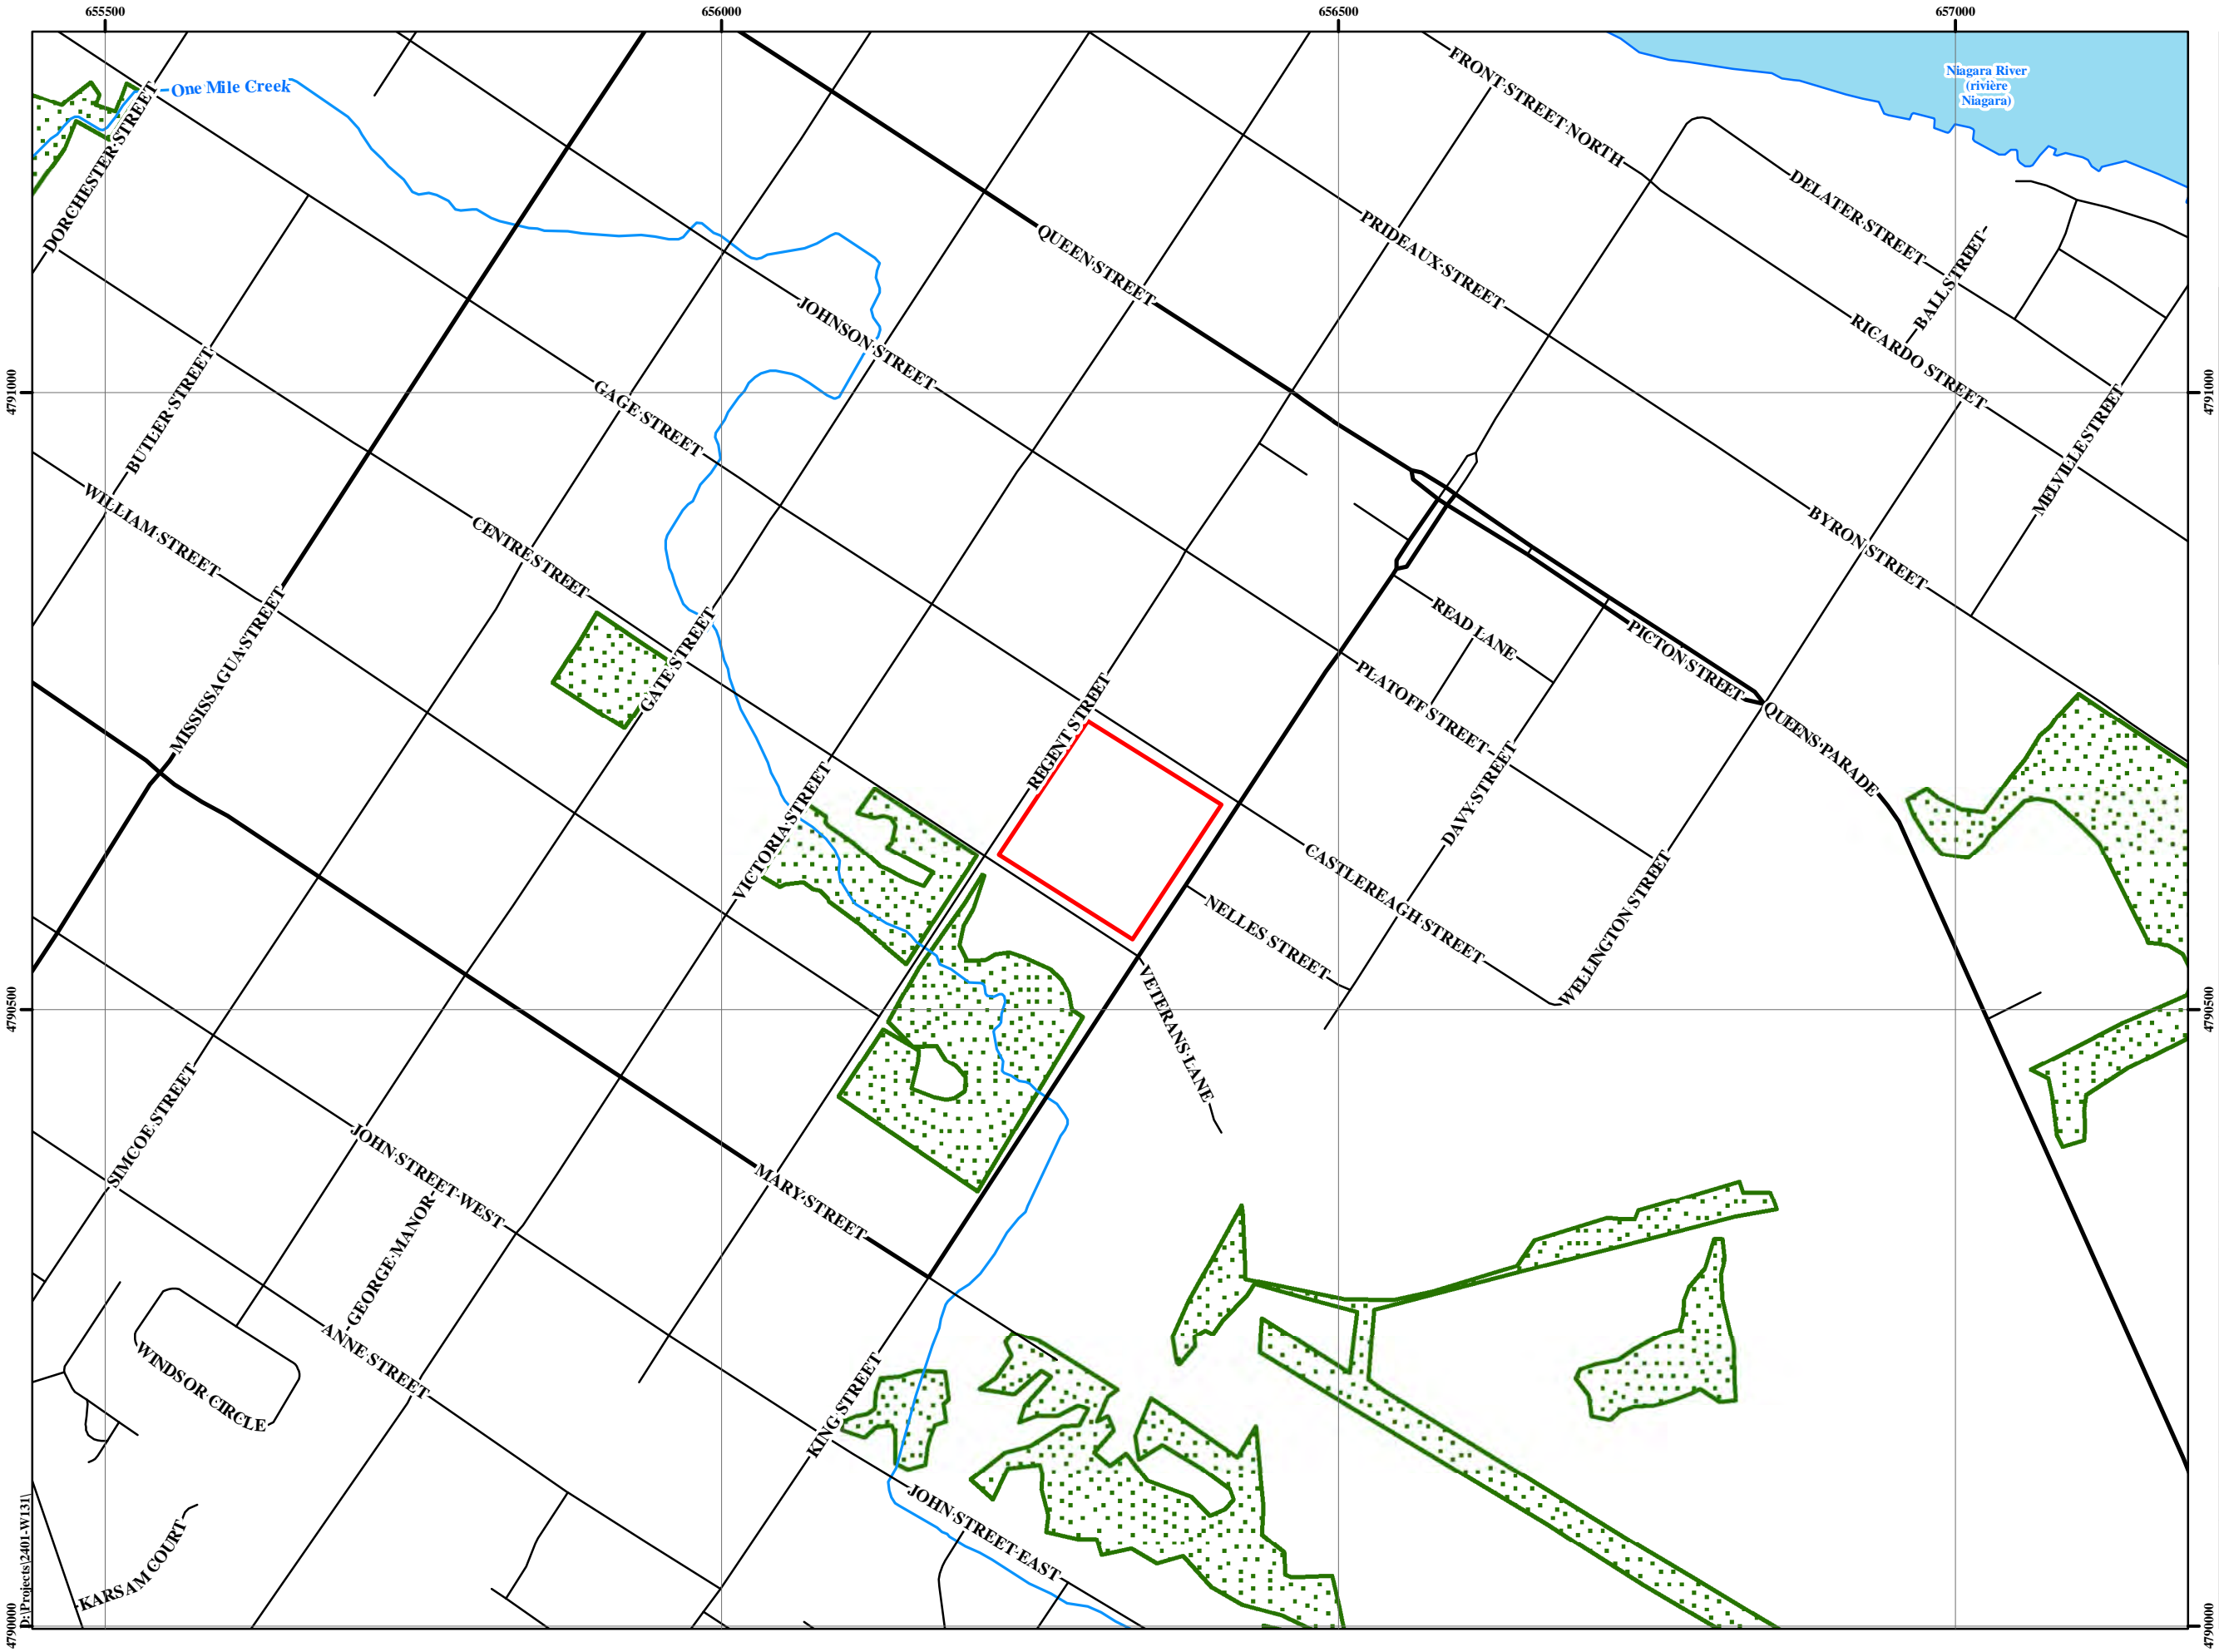 655500
656000
656500
657000
One Mile Creek
Niagara River
(rivière
Niagara)
FRONT STREET NORTH
DORCHESTER STREET
DELATER STREET
QUEEN STREET
PRIDEAUX STREET
BALL STREET
JOHNSON STREET
RICARDO STREET
BUTLER STREET
GAGE STREET
4791000
4791000
MELVILLE STREET
WILLIAM STREET
CENTRE STREET
BYRON STREET
MISSISSAGUA STREET
GATE STREET
READ LANE
PICTON STREET
REGENT STREET
PLATOFF STREET
QUEENS PARADE
VICTORIA STREET
DAVY STREET
CASTLEREAGH STREET
NELLES STREET
WELLINGTON STREET
4790500
4790500
VETERANS LANE
SIMCOE STREET
JOHN STREET WEST
MARY STREET
GEORGE MANOR
ANNE STREET
WINDSOR CIRCLE
KING STREET
JOHN STREET EAST
KARSAM COURT
D:\Projects\2401-W131\
4790000
4790000